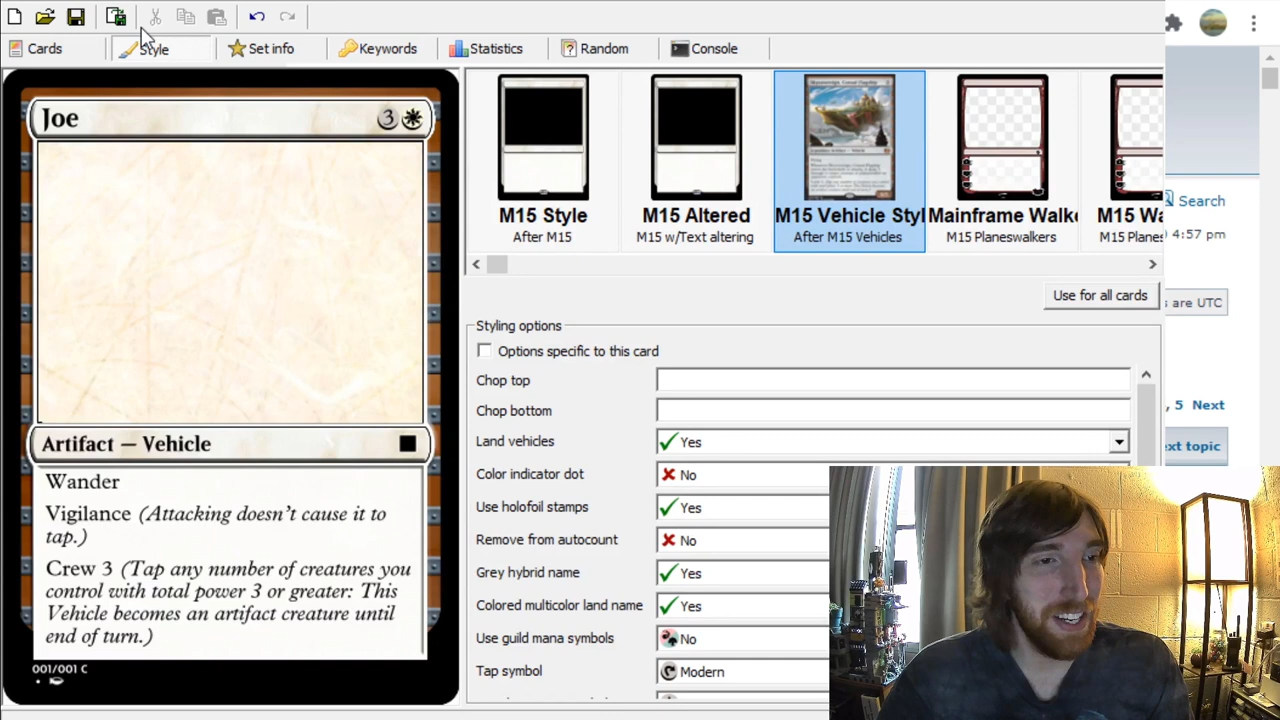 Cards
Style
Set info
Keywords
Statistics
Random
Console
Joe
3
Artifact — Vehicle
Wander
Vigilance (Attacking doesn't cause it to
tap.)
Crew 3 (Tap any number of creatures you
control with total power 3 or greater: This
Vehicle becomes an artifact creature until
end of turn.)
001/001 C
M15 Style
After M15
M15 Altered
M15 w/Text altering
M15 Vehicle Styl
After M15 Vehicles
Mainframe Walke
M15 Planeswalkers
M15 Wa
M15 Planes
Use for all cards
Styling options
Options specific to this card
Chop top
Chop bottom
Land vehicles
Yes
Color indicator dot
No
Use holofoil stamps
Yes
Remove from autocount
No
Grey hybrid name
Yes
Colored multicolor land name
Yes
Use guild mana symbols
No
Tap symbol
Modern
Search
4:57 pm
s are UTC
, 5 Next
ext topic